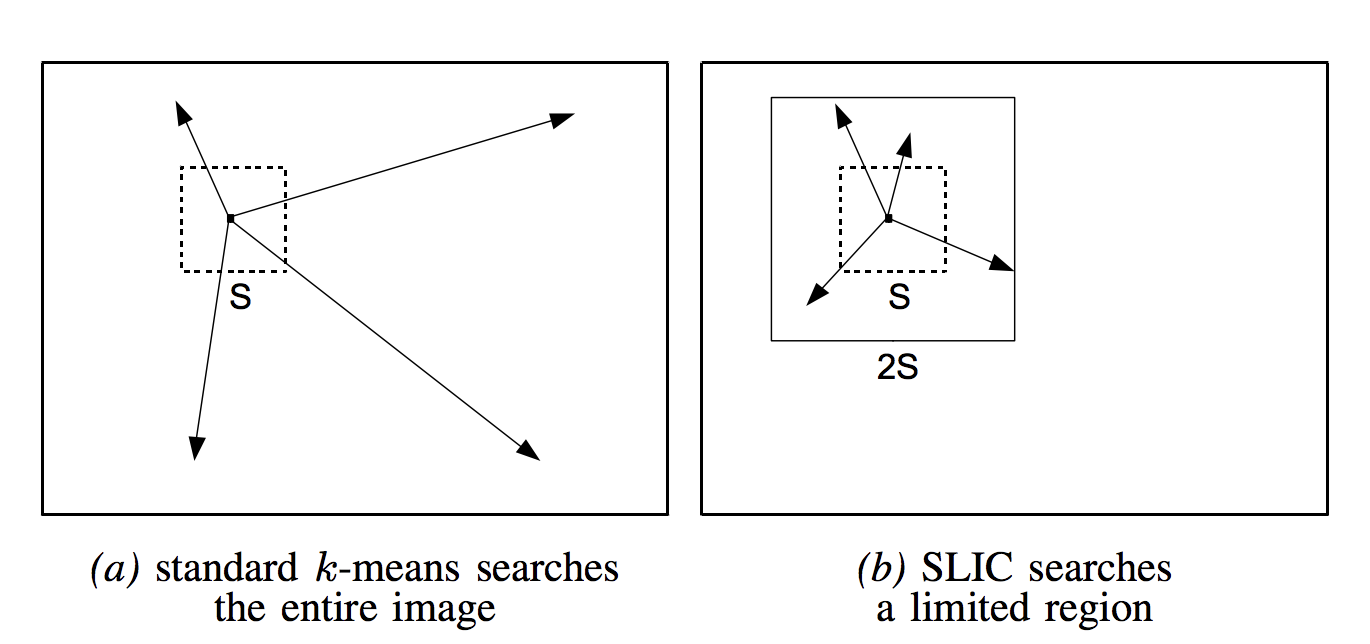 S
S
2S
(a) standard k-means searches
the entire image
(b) SLIC searches
a limited region